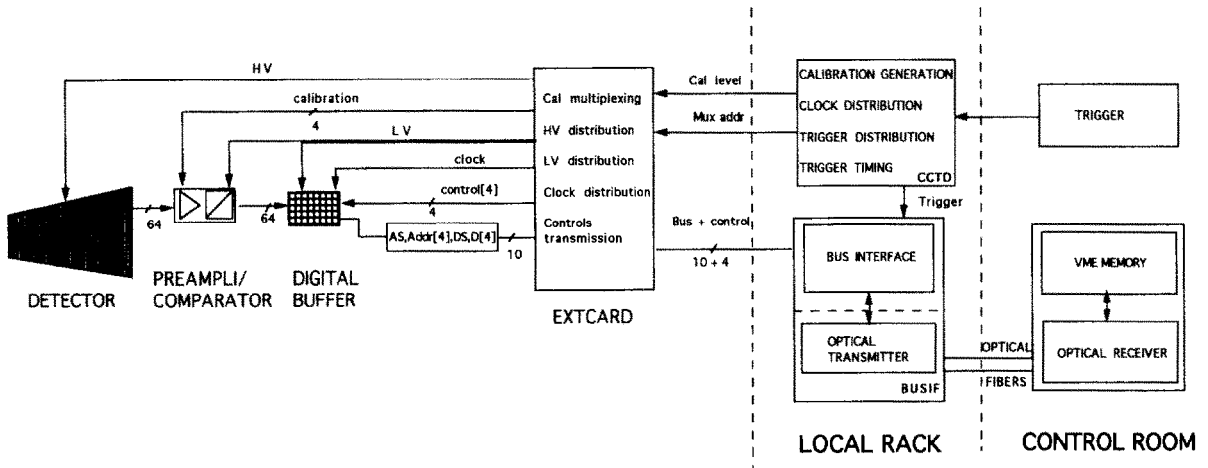 HV
calibration
4
LV
clock
control[4]
4
64
64
AS,Addr[4],DS,D[4]
10
DETECTOR
PREAMPLI/
COMPARATOR
DIGITAL
BUFFER
Cal multiplexing
HV distribution
LV distribution
Clock distribution
Controls
transmission
EXTCARD
Cal level
Mux addr
Bus + control
10 + 4
CALIBRATION GENERATION
CLOCK DISTRIBUTION
TRIGGER DISTRIBUTION
TRIGGER TIMING
CCTD
Trigger
BUS INTERFACE
OPTICAL
TRANSMITTER
BUSIF
LOCAL RACK
OPTICAL
FIBERS
TRIGGER
VME MEMORY
OPTICAL RECEIVER
CONTROL ROOM